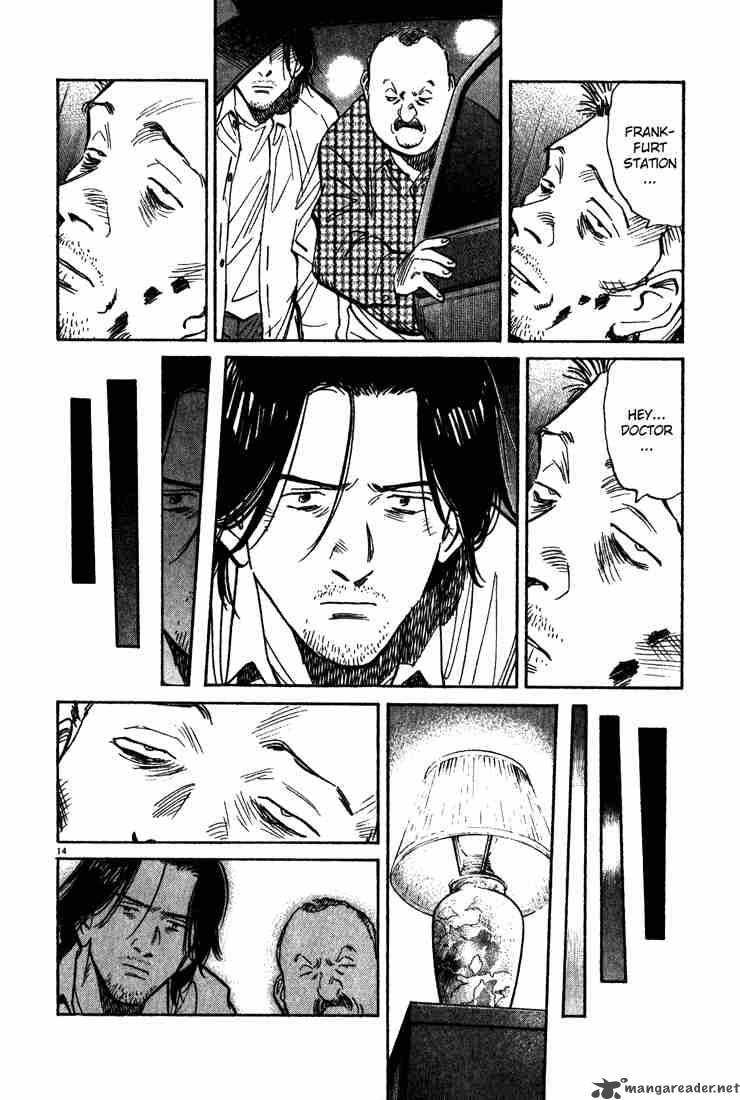 FRANK-
FURT
STATION
...
HEY...
DOCTOR
...
14
mangareader.net